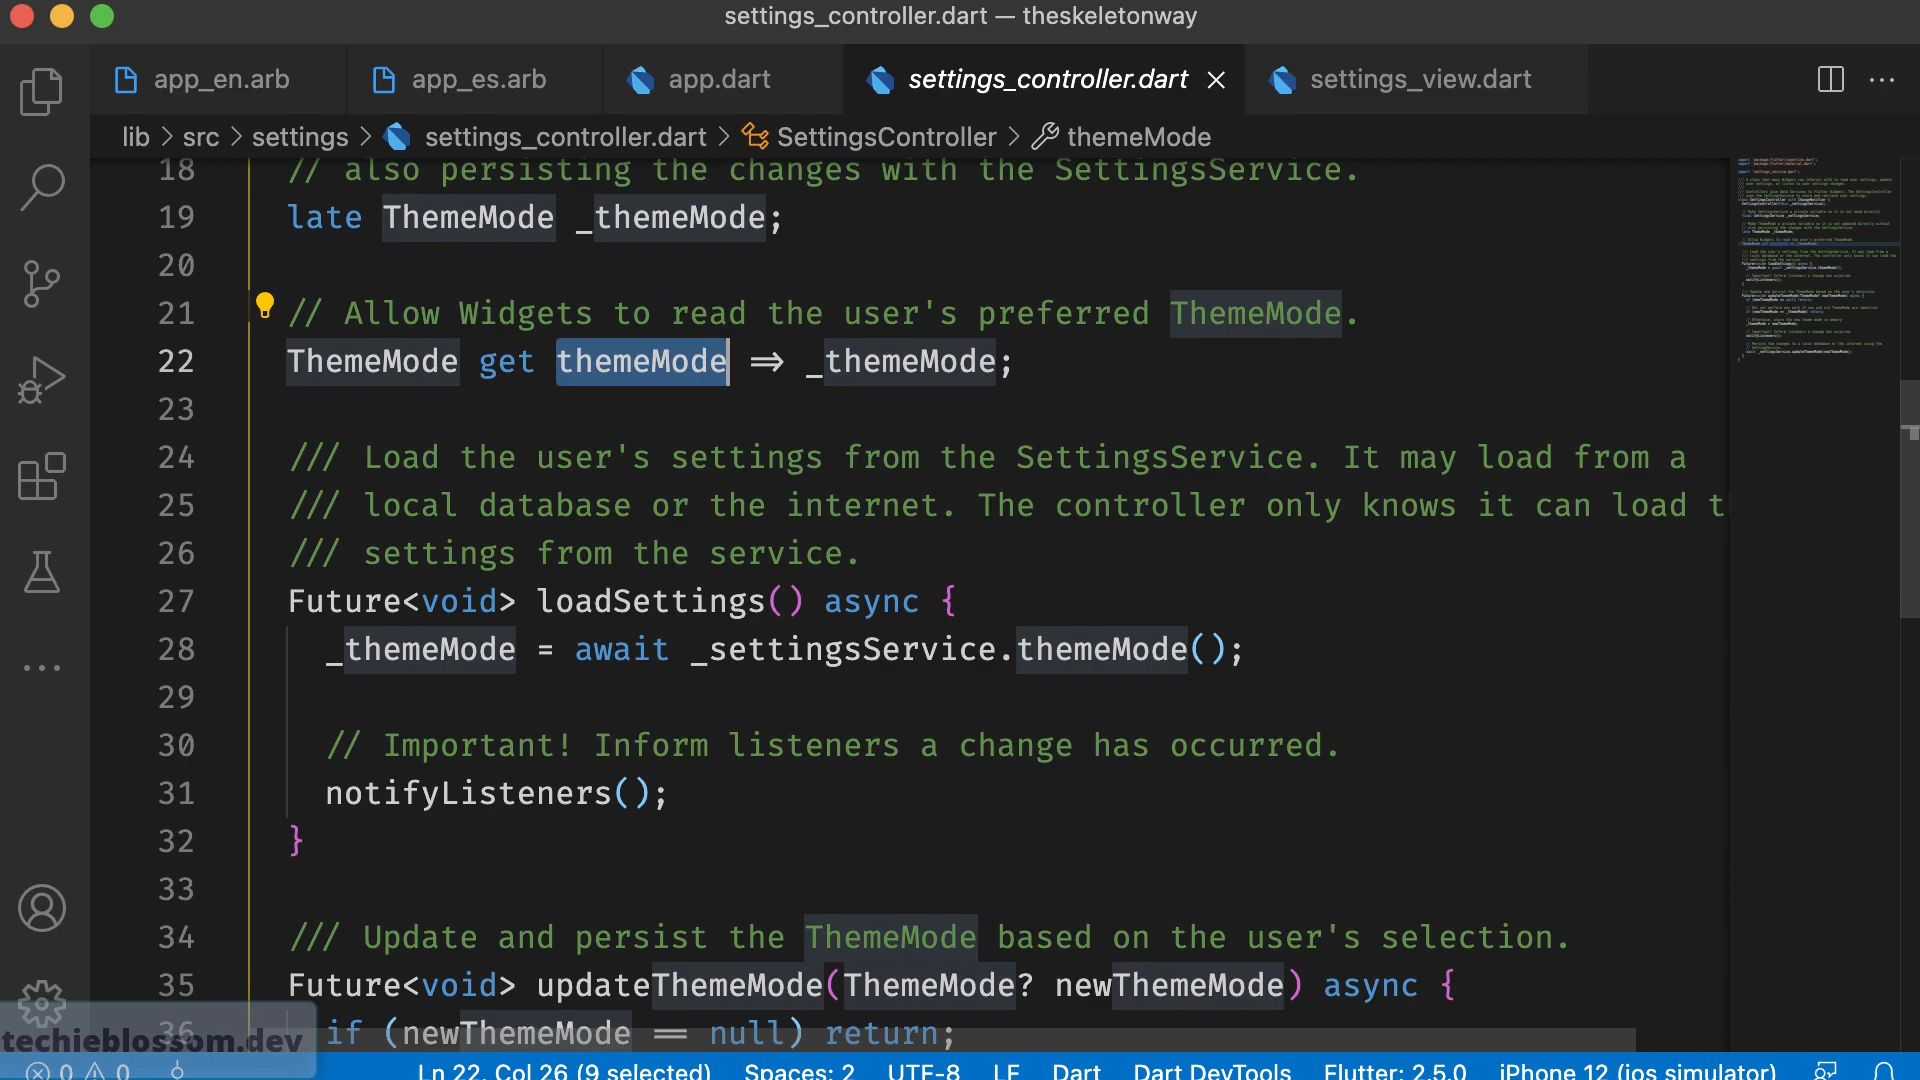 settings_controller.dart — theskeletonway
app_en.arb app_es.arb app.dart settings_controller.dart settings_view.dart
lib > src > settings > settings_controller.dart > SettingsController > themeMode
18 // also persisting the changes with the SettingsService.
19 late ThemeMode _themeMode;
20
21 // Allow Widgets to read the user's preferred ThemeMode.
22 ThemeMode get themeMode => _themeMode;
23
24 /// Load the user's settings from the SettingsService. It may load from a
25 /// local database or the internet. The controller only knows it can load t
26 /// settings from the service.
27 Future<void> loadSettings() async {
28 _themeMode = await _settingsService.themeMode();
29
30 // Important! Inform listeners a change has occurred.
31 notifyListeners();
32 }
33
34 /// Update and persist the ThemeMode based on the user's selection.
35 Future<void> updateThemeMode(ThemeMode? newThemeMode) async {
36 if (newThemeMode == null) return;
techieblossom.dev
0 0 Ln 22, Col 26 (9 selected) Spaces: 2 UTF-8 LF Dart Dart DevTools Flutter: 2.5.0 iPhone 12 (ios simulator)